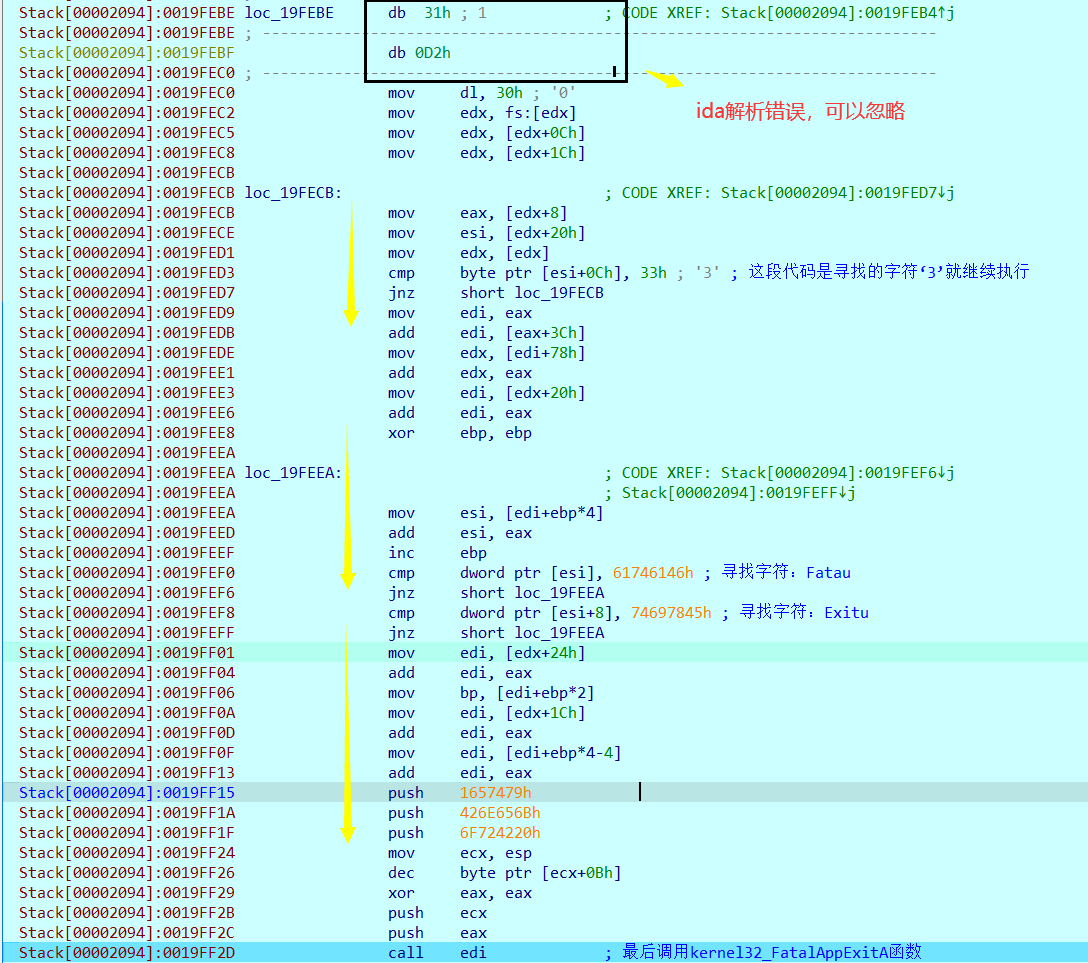 Stack[00002094]:0019FEBE loc_19FEBE db 31h ; 1 ; CODE XREF: Stack[00002094]:0019FEB4↑j
Stack[00002094]:0019FEBE ; ---------------------------------------------------------------------------
Stack[00002094]:0019FEBF db 0D2h
Stack[00002094]:0019FEC0 ; ---------------------------------------------------------------------------
Stack[00002094]:0019FEC0 mov dl, 30h ; '0'
ida解析错误，可以忽略
Stack[00002094]:0019FEC2 mov edx, fs:[edx]
Stack[00002094]:0019FEC5 mov edx, [edx+0Ch]
Stack[00002094]:0019FEC8 mov edx, [edx+1Ch]
Stack[00002094]:0019FECB
Stack[00002094]:0019FECB loc_19FECB: ; CODE XREF: Stack[00002094]:0019FED7↓j
Stack[00002094]:0019FECB mov eax, [edx+8]
Stack[00002094]:0019FECE mov esi, [edx+20h]
Stack[00002094]:0019FED1 mov edx, [edx]
Stack[00002094]:0019FED3 cmp byte ptr [esi+0Ch], 33h ; '3' ; 这段代码是寻找的字符‘3’就继续执行
Stack[00002094]:0019FED7 jnz short loc_19FECB
Stack[00002094]:0019FED9 mov edi, eax
Stack[00002094]:0019FEDB add edi, [eax+3Ch]
Stack[00002094]:0019FEDE mov edx, [edi+78h]
Stack[00002094]:0019FEE1 add edx, eax
Stack[00002094]:0019FEE3 mov edi, [edx+20h]
Stack[00002094]:0019FEE6 add edi, eax
Stack[00002094]:0019FEE8 xor ebp, ebp
Stack[00002094]:0019FEEA
Stack[00002094]:0019FEEA loc_19FEEA: ; CODE XREF: Stack[00002094]:0019FEF6↓j
Stack[00002094]:0019FEEA ; Stack[00002094]:0019FEFF↓j
Stack[00002094]:0019FEEA mov esi, [edi+ebp*4]
Stack[00002094]:0019FEED add esi, eax
Stack[00002094]:0019FEEF inc ebp
Stack[00002094]:0019FEF0 cmp dword ptr [esi], 61746146h ; 寻找字符：Fatau
Stack[00002094]:0019FEF6 jnz short loc_19FEEA
Stack[00002094]:0019FEF8 cmp dword ptr [esi+8], 74697845h ; 寻找字符：Exitu
Stack[00002094]:0019FEFF jnz short loc_19FEEA
Stack[00002094]:0019FF01 mov edi, [edx+24h]
Stack[00002094]:0019FF04 add edi, eax
Stack[00002094]:0019FF06 mov bp, [edi+ebp*2]
Stack[00002094]:0019FF0A mov edi, [edx+1Ch]
Stack[00002094]:0019FF0D add edi, eax
Stack[00002094]:0019FF0F mov edi, [edi+ebp*4-4]
Stack[00002094]:0019FF13 add edi, eax
Stack[00002094]:0019FF15 push 1657479h
Stack[00002094]:0019FF1A push 426E656Bh
Stack[00002094]:0019FF1F push 6F724220h
Stack[00002094]:0019FF24 mov ecx, esp
Stack[00002094]:0019FF26 dec byte ptr [ecx+0Bh]
Stack[00002094]:0019FF29 xor eax, eax
Stack[00002094]:0019FF2B push ecx
Stack[00002094]:0019FF2C push eax
Stack[00002094]:0019FF2D call edi ; 最后调用kernel32_FatalAppExitA函数